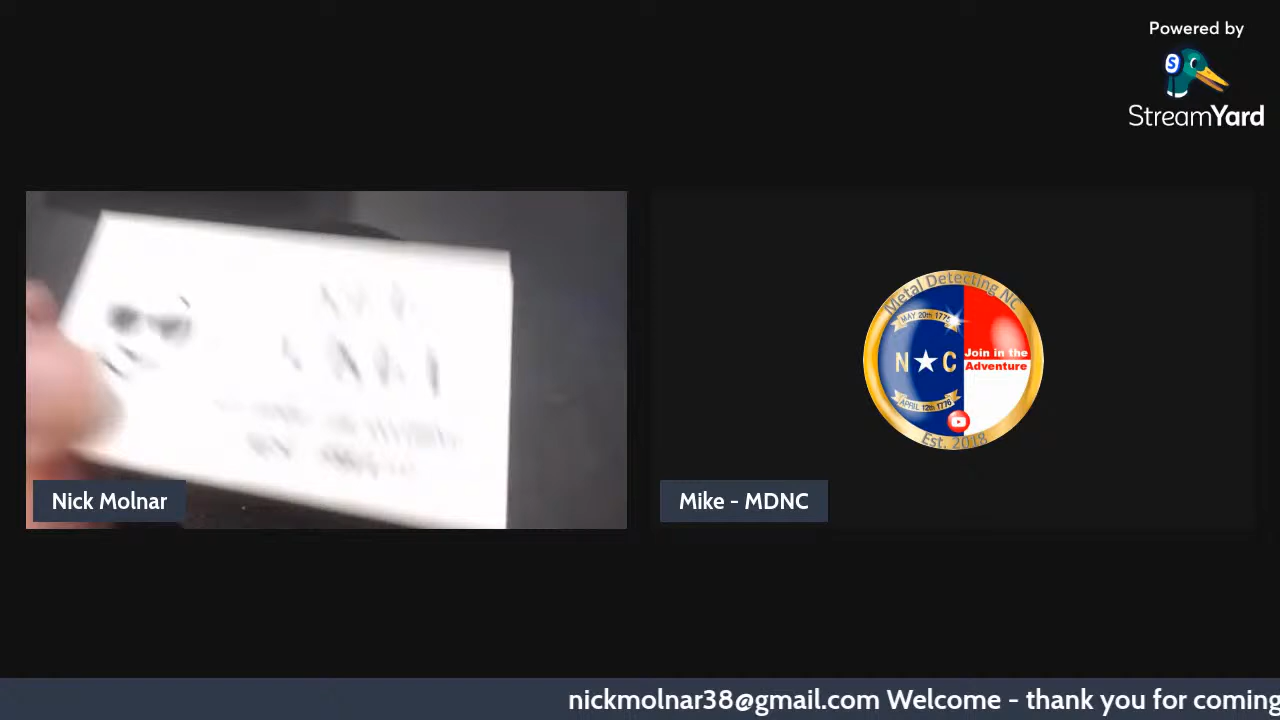 Powered by
S
StreamYard
Metal Detecting NC
MAY 20th 1775
N C
Join in the
Adventure
APRIL 12th 1776
Est. 2018
Nick Molnar
Mike - MDNC
nickmolnar38@gmail.com Welcome - thank you for coming